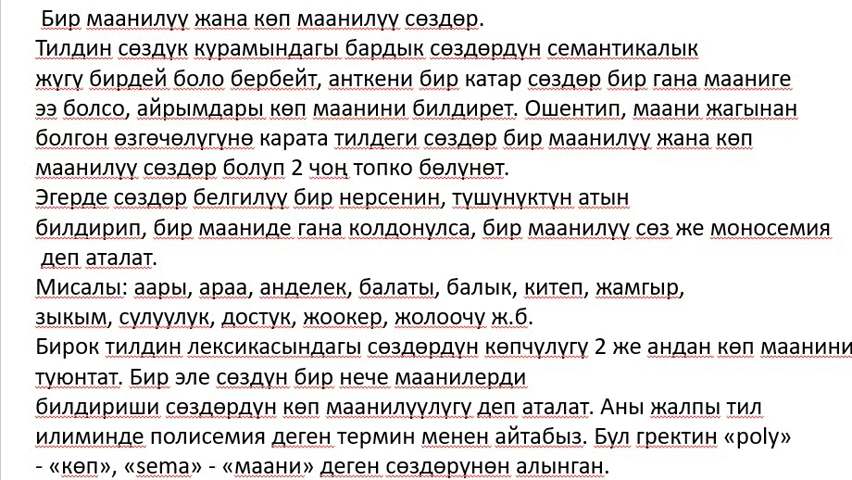 Бир маанилүү жана көп маанилүү сөздөр.
Тилдин сөздүк курамындагы бардык сөздөрдүн семантикалык
жүгү бирдей боло бербейт, анткени бир катар сөздөр бир гана мааниге
ээ болсо, айрымдары көп маанини билдирет. Ошентип, маани жагынан
болгон өзгөчөлүгүнө карата тилдеги сөздөр бир маанилүү жана көп
маанилүү сөздөр болуп 2 чоң топко бөлүнөт.
Эгерде сөздөр белгилүү бир нерсенин, түшүнүктүн атын
билдирип, бир мааниде гана колдонулса, бир маанилүү сөз же моносемия
деп аталат.
Мисалы: аары, араа, анделек, балаты, балык, китеп, жамгыр,
зыкым, сулуулук, достук, жоокер, жолоочу ж.б.
Бирок тилдин лексикасындагы сөздөрдүн көпчүлүгү 2 же андан көп маанини
туюнтат. Бир эле сөздүн бир нече маанилерди
билдириши сөздөрдүн көп маанилүүлүгү деп аталат. Аны жалпы тил
илиминде полисемия деген термин менен айтабыз. Бул гректин «poly»
- «көп», «sema» - «маани» деген сөздөрүнөн алынган.